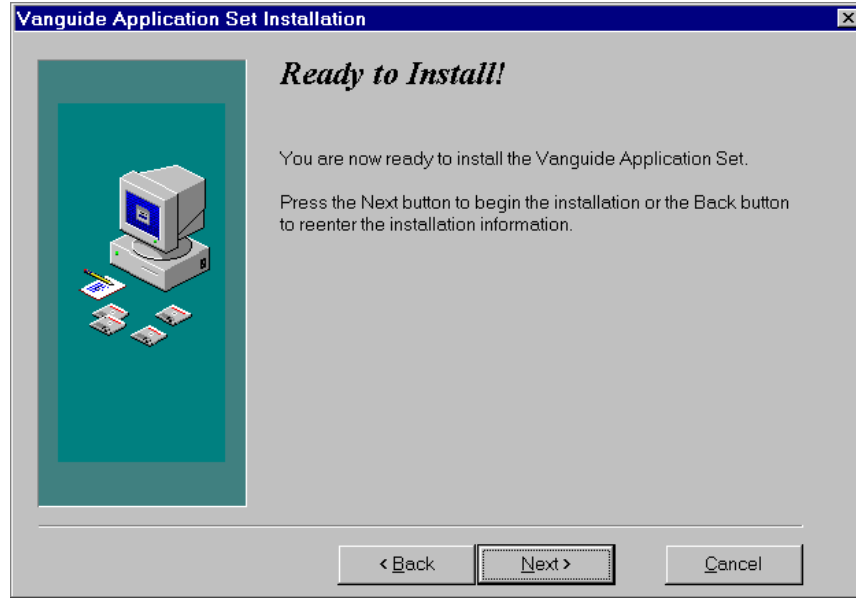 Vanguide Application Set Installation
Ready to Install!
You are now ready to install the Vanguide Application Set.
Press the Next button to begin the installation or the Back button
to reenter the installation information.
< Back
Next >
Cancel